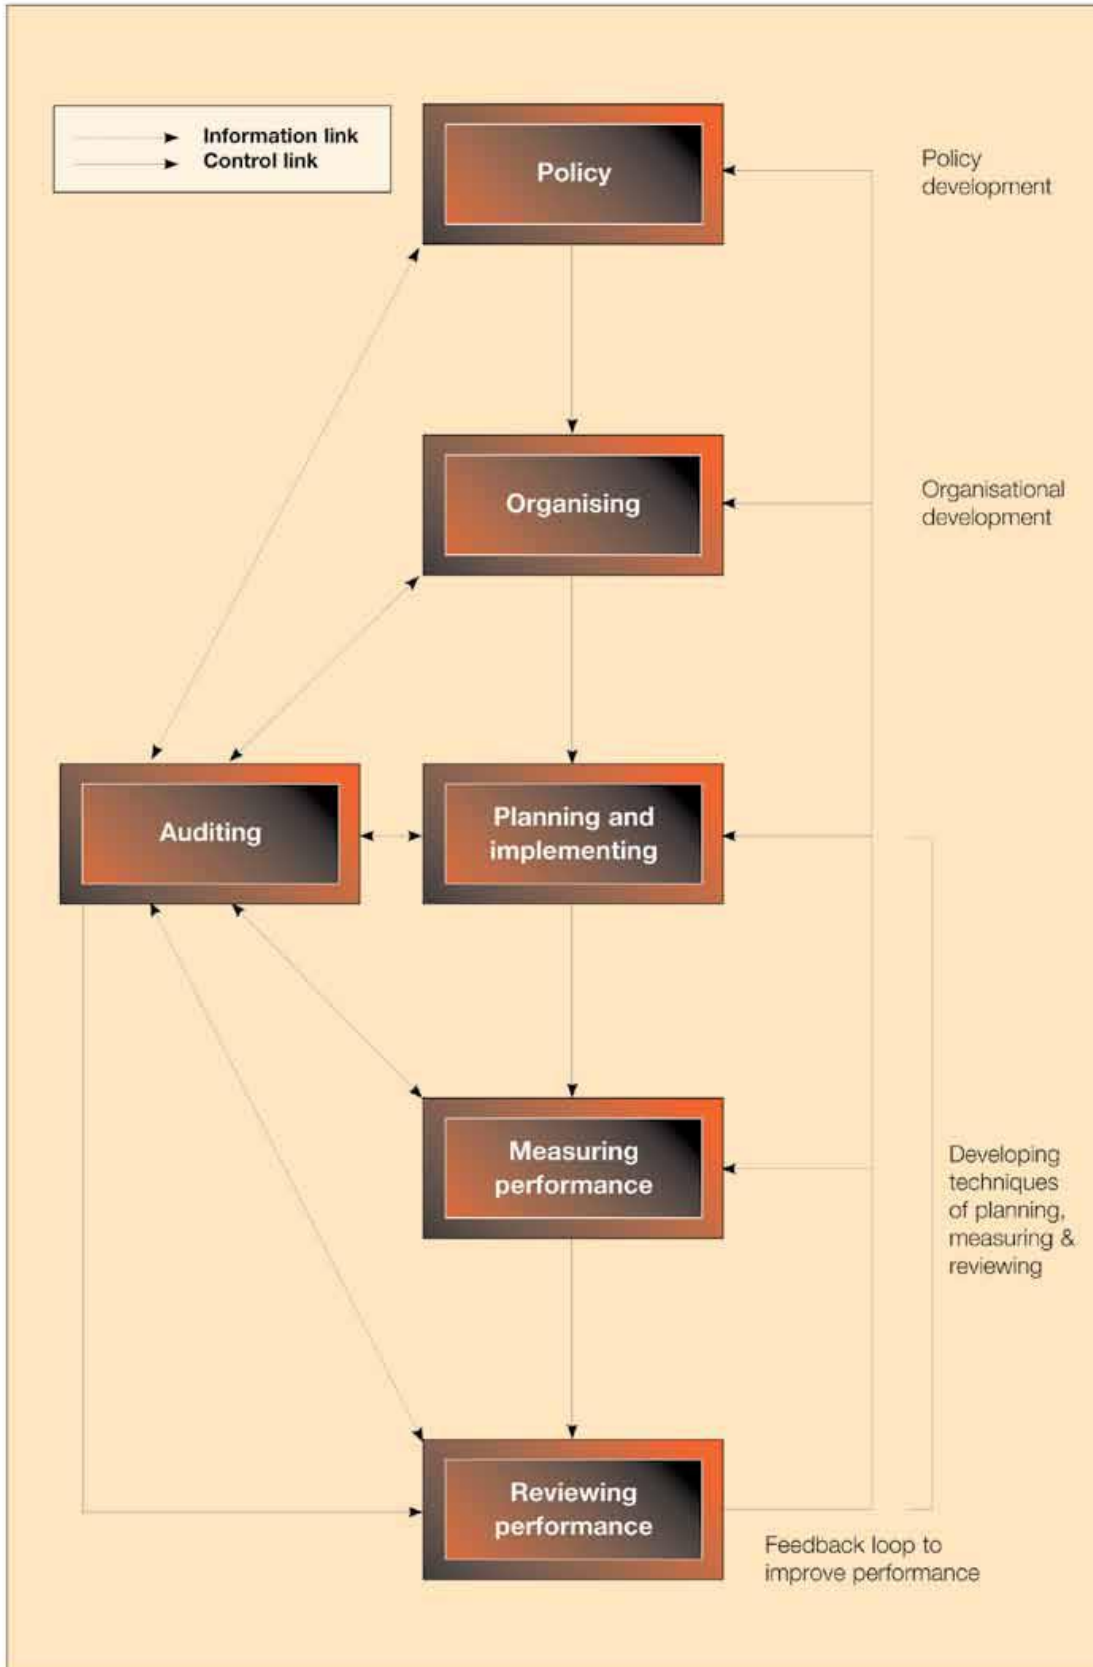 Information link
Control link
Policy
Policy
development
Organising
Organisational
development
Auditing
Planning and
implementing
Measuring
performance
Developing
techniques
of planning,
measuring &
reviewing
Reviewing
performance
Feedback loop to
improve performance